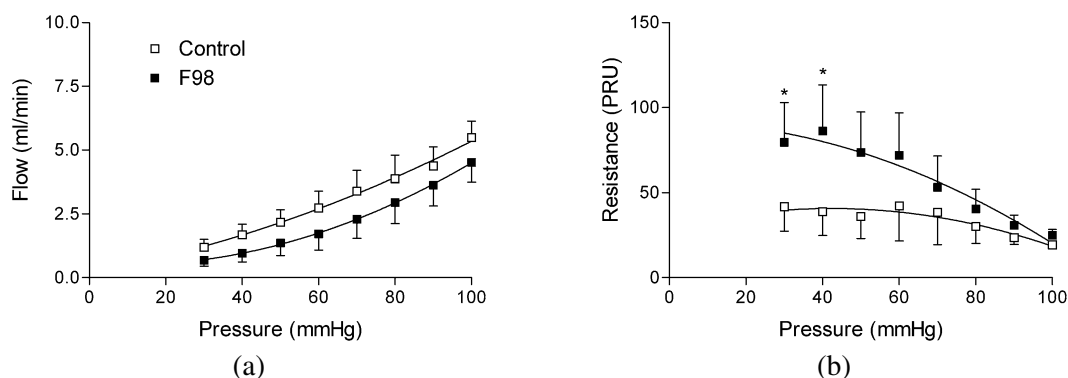 10.0
7.5
5.0
2.5
0.0
Flow (ml/min)
Control
F98
0 20 40 60 80 100
Pressure (mmHg)
(a)
150
100
50
0
Resistance (PRU)
* *
0 20 40 60 80 100
Pressure (mmHg)
(b)